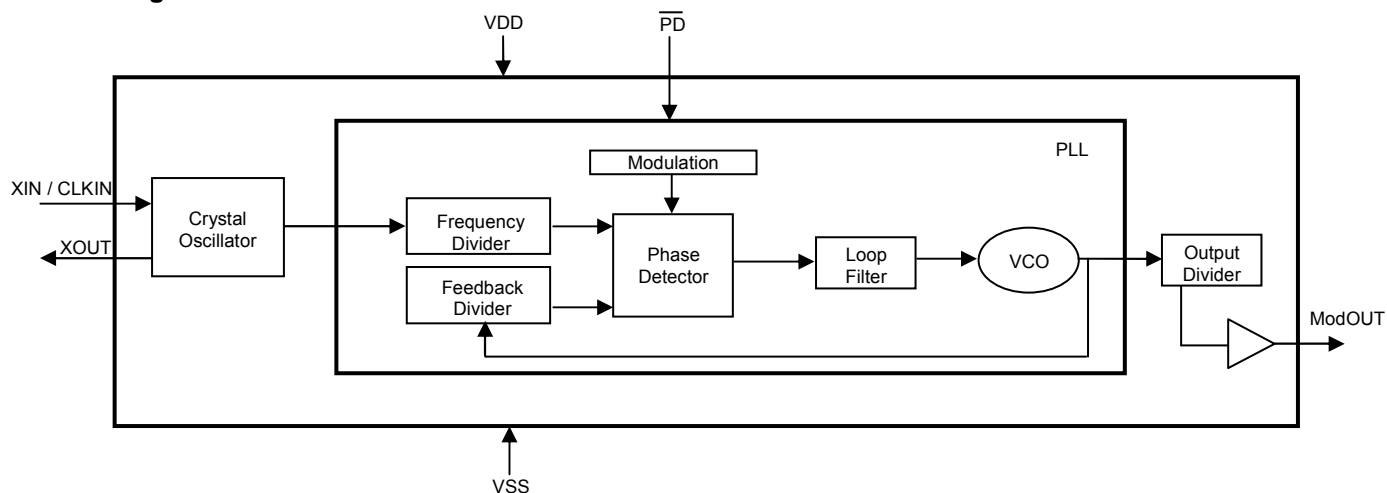 VDD
PD
Modulation
PLL
XIN / CLKIN
Crystal
Oscillator
XOUT
Frequency
Divider
Feedback
Divider
Phase
Detector
Loop
Filter
VCO
Output
Divider
ModOUT
VSS